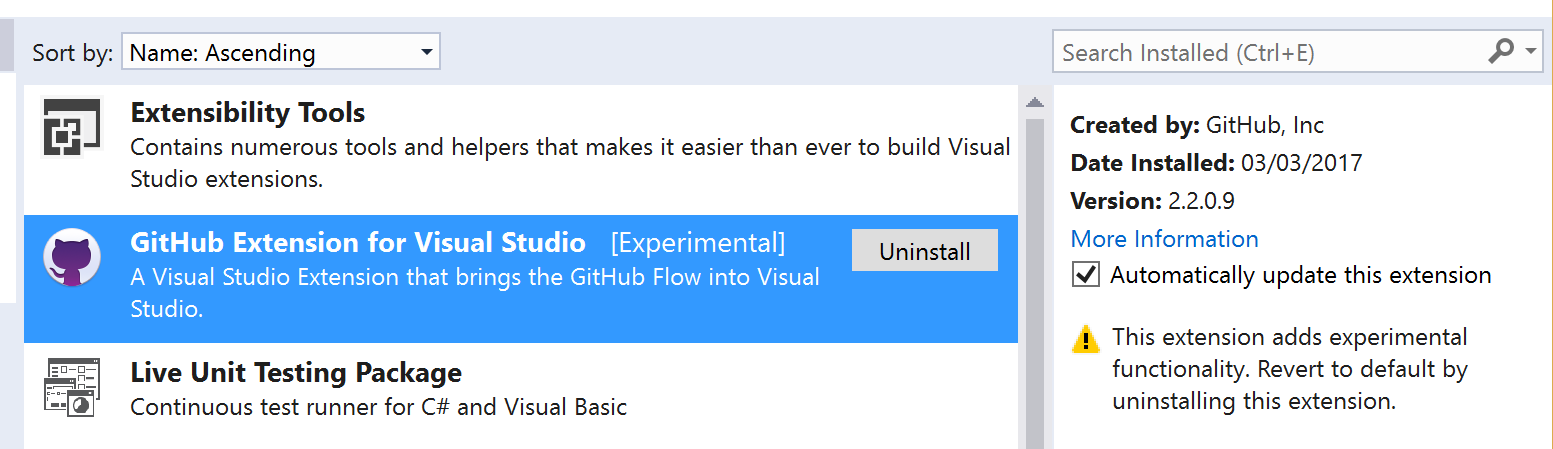 Sort by: Name: Ascending
Search Installed (Ctrl+E)
Extensibility Tools
Contains numerous tools and helpers that makes it easier than ever to build Visual
Studio extensions.
GitHub Extension for Visual Studio [Experimental]
Uninstall
A Visual Studio Extension that brings the GitHub Flow into Visual
Studio.
Live Unit Testing Package
Continuous test runner for C# and Visual Basic
Created by: GitHub, Inc
Date Installed: 03/03/2017
Version: 2.2.0.9
More Information
Automatically update this extension
This extension adds experimental
functionality. Revert to default by
uninstalling this extension.